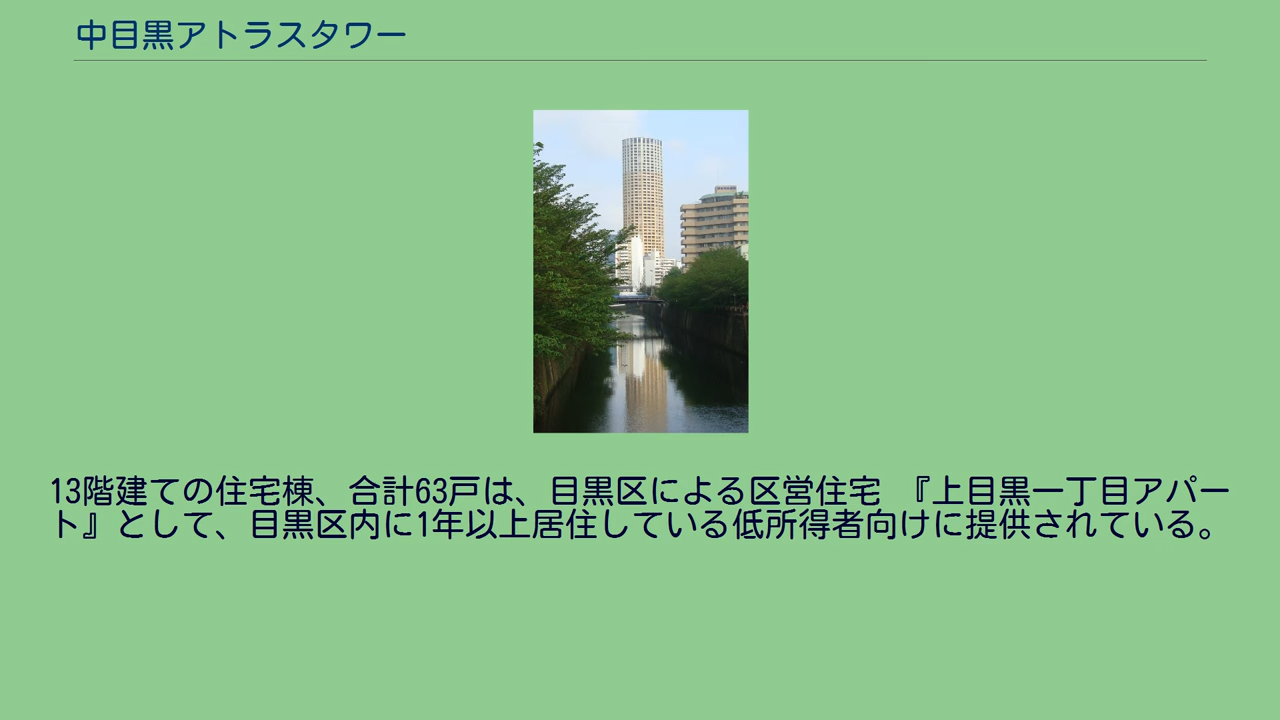 中目黒アトラスタワー
13階建ての住宅棟、合計63戸は、目黒区による区営住宅 『上目黒一丁目アパー
ト』として、目黒区内に1年以上居住している低所得者向けに提供されている。